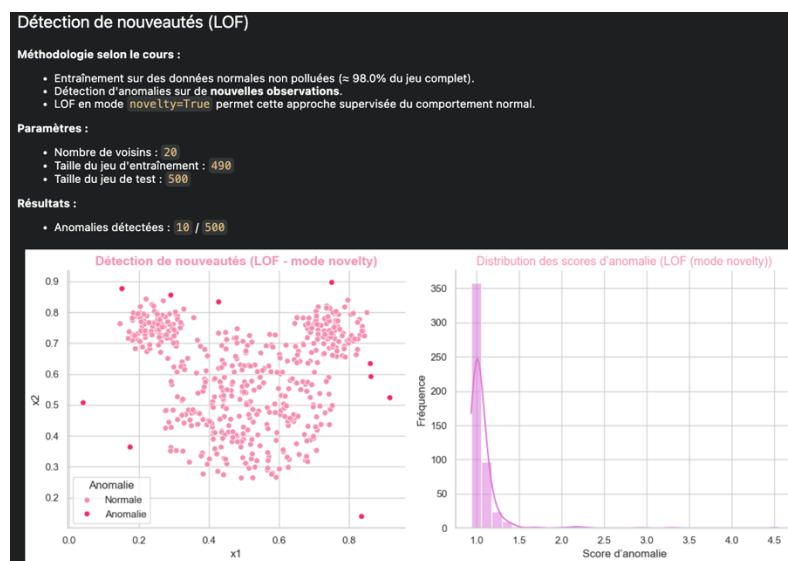 Détection de nouveautés (LOF)
Méthodologie selon le cours :
• Entraînement sur des données normales non polluées (≈ 98.0% du jeu complet).
• Détection d'anomalies sur de nouvelles observations.
• LOF en mode novelty=True permet cette approche supervisée du comportement normal.
Paramètres :
• Nombre de voisins : 20
• Taille du jeu d'entraînement : 490
• Taille du jeu de test : 500
Résultats :
• Anomalies détectées : 10 / 500
Détection de nouveautés (LOF - mode novelty)
0.9
0.8
0.7
0.6
0.5
0.4
0.3
0.2
x2
Anomalie
Normale
Anomalie
0.0 0.2 0.4 0.6 0.8
x1
Distribution des scores d'anomalie (LOF (mode novelty))
350
300
250
200
150
100
50
0
Fréquence
1.0 1.5 2.0 2.5 3.0 3.5 4.0 4.5
Score d'anomalie